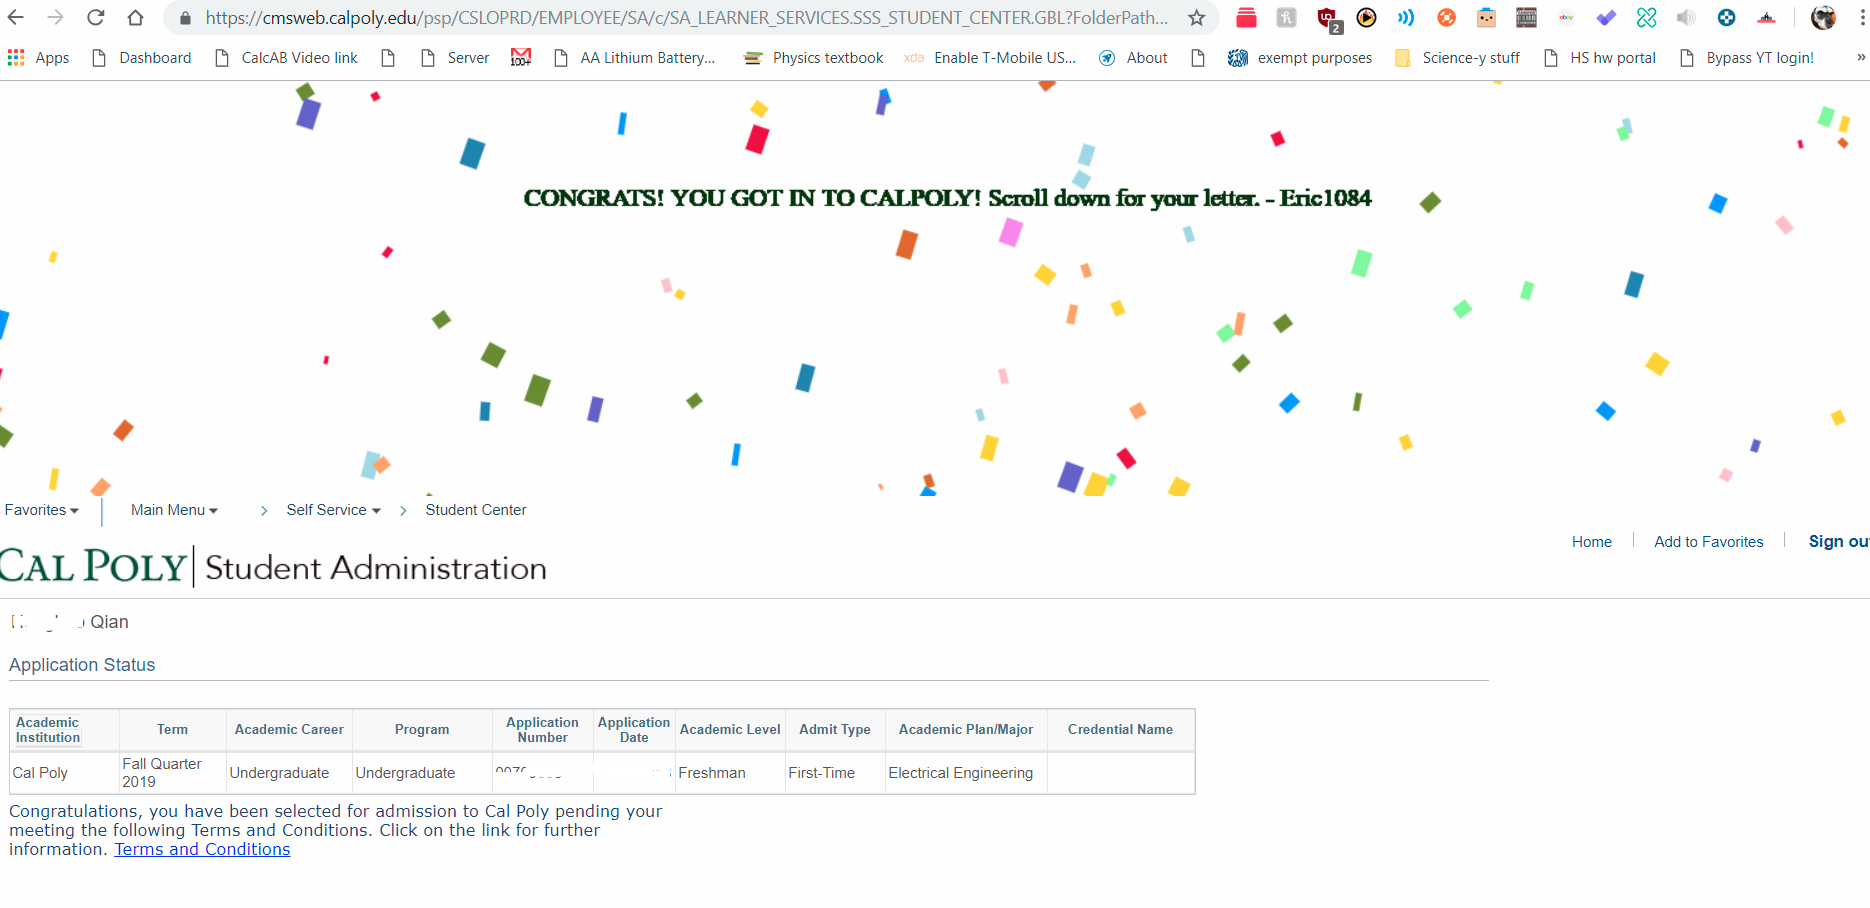 https://cmsweb.calpoly.edu/psp/CSLOPRD/EMPLOYEE/SA/c/SA_LEARNER_SERVICES.SSS_STUDENT_CENTER.GBL?FolderPath...
2
Apps Dashboard CalcAB Video link Server 100+ AA Lithium Battery... Physics textbook xda Enable T-Mobile US... About exempt purposes Science-y stuff HS hw portal Bypass YT login! »
CONGRATS! YOU GOT IN TO CALPOLY! Scroll down for your letter. - Eric1084
Favorites Main Menu > Self Service > Student Center
Home Add to Favorites Sign ou
CAL POLY Student Administration
Qian
Application Status
Academic Institution Term Academic Career Program Application Number Application Date Academic Level Admit Type Academic Plan/Major Credential Name
Cal Poly Fall Quarter 2019 Undergraduate Undergraduate Freshman First-Time Electrical Engineering
Congratulations, you have been selected for admission to Cal Poly pending your
meeting the following Terms and Conditions. Click on the link for further
information. Terms and Conditions